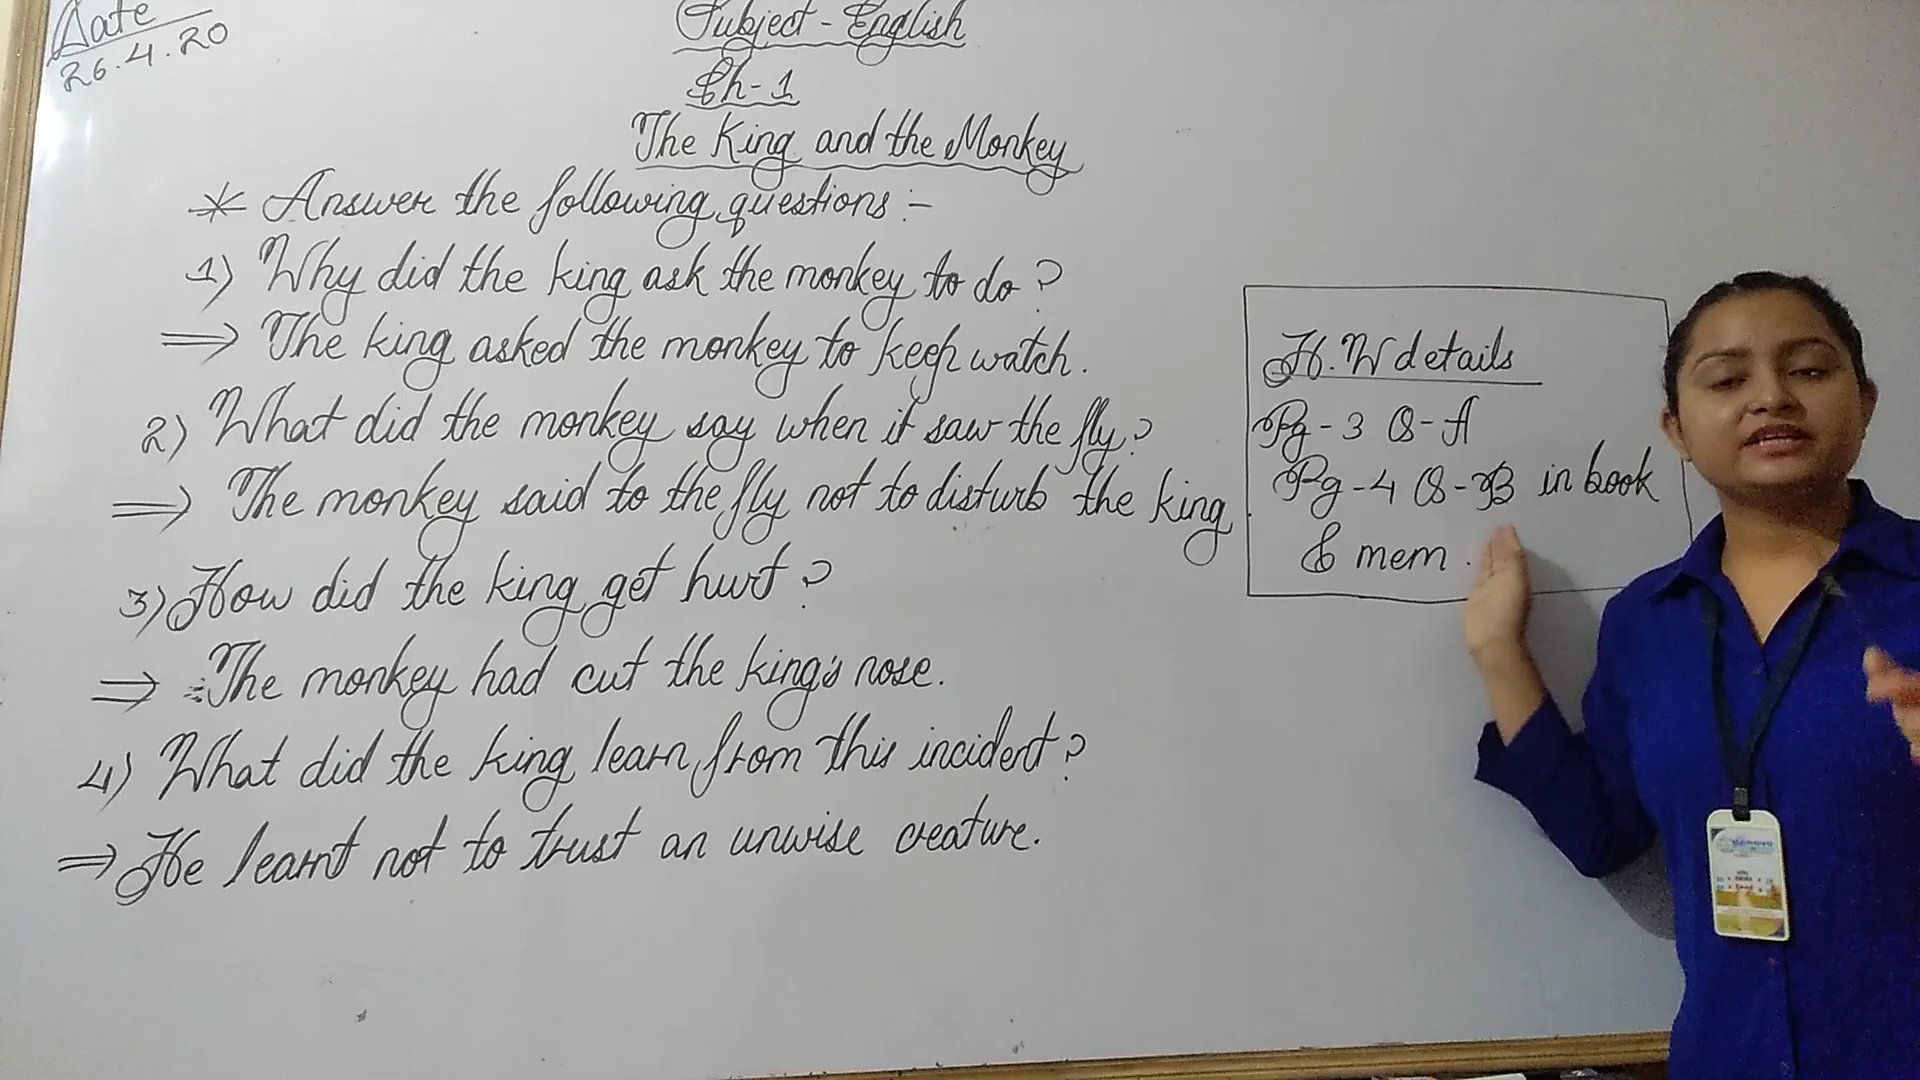 Date
26.4.20
Subject - English
Ch-1
The King and the Monkey
* Answer the following questions :-
1) Why did the king ask the monkey to do?
⇒ The king asked the monkey to keep watch.
2) What did the monkey say when it saw the fly?
⇒ The monkey said to the fly not to disturb the king
3) How did the king get hurt?
⇒ The monkey had cut the king's nose.
4) What did the king learn from this incident?
⇒ He learnt not to trust an unwise creature.
H.W details
Pg - 3 Q - A
Pg - 4 Q - B in book
& mem.